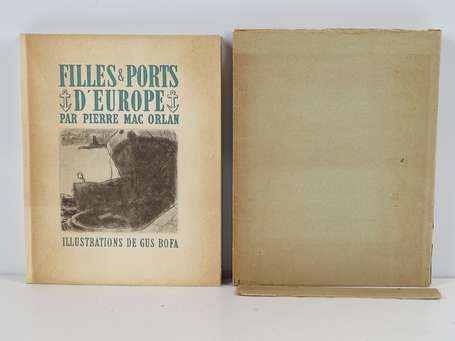 FILLES & PORTS
D'EUROPE
PAR PIERRE MAC ORLAN
ILLUSTRATIONS DE GUS BOFA